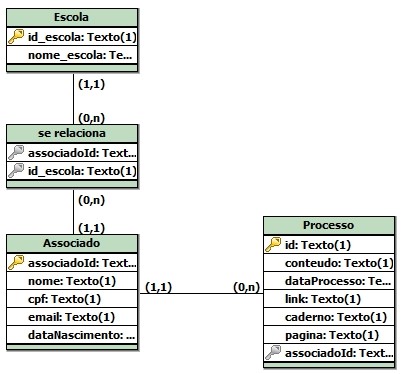 Escola
id_escola: Texto(1)
nome_escola: Te...
(1,1)
(0,n)
se relaciona
associadoId: Text...
id_escola: Texto(1)
(0,n)
(1,1)
Associado
associadoId: Text...
nome: Texto(1)
cpf: Texto(1)
email: Texto(1)
dataNascimento: ...
(1,1)
(0,n)
Processo
id: Texto(1)
conteudo: Texto(1)
dataProcesso: Te...
link: Texto(1)
caderno: Texto(1)
pagina: Texto(1)
associadoId: Text...